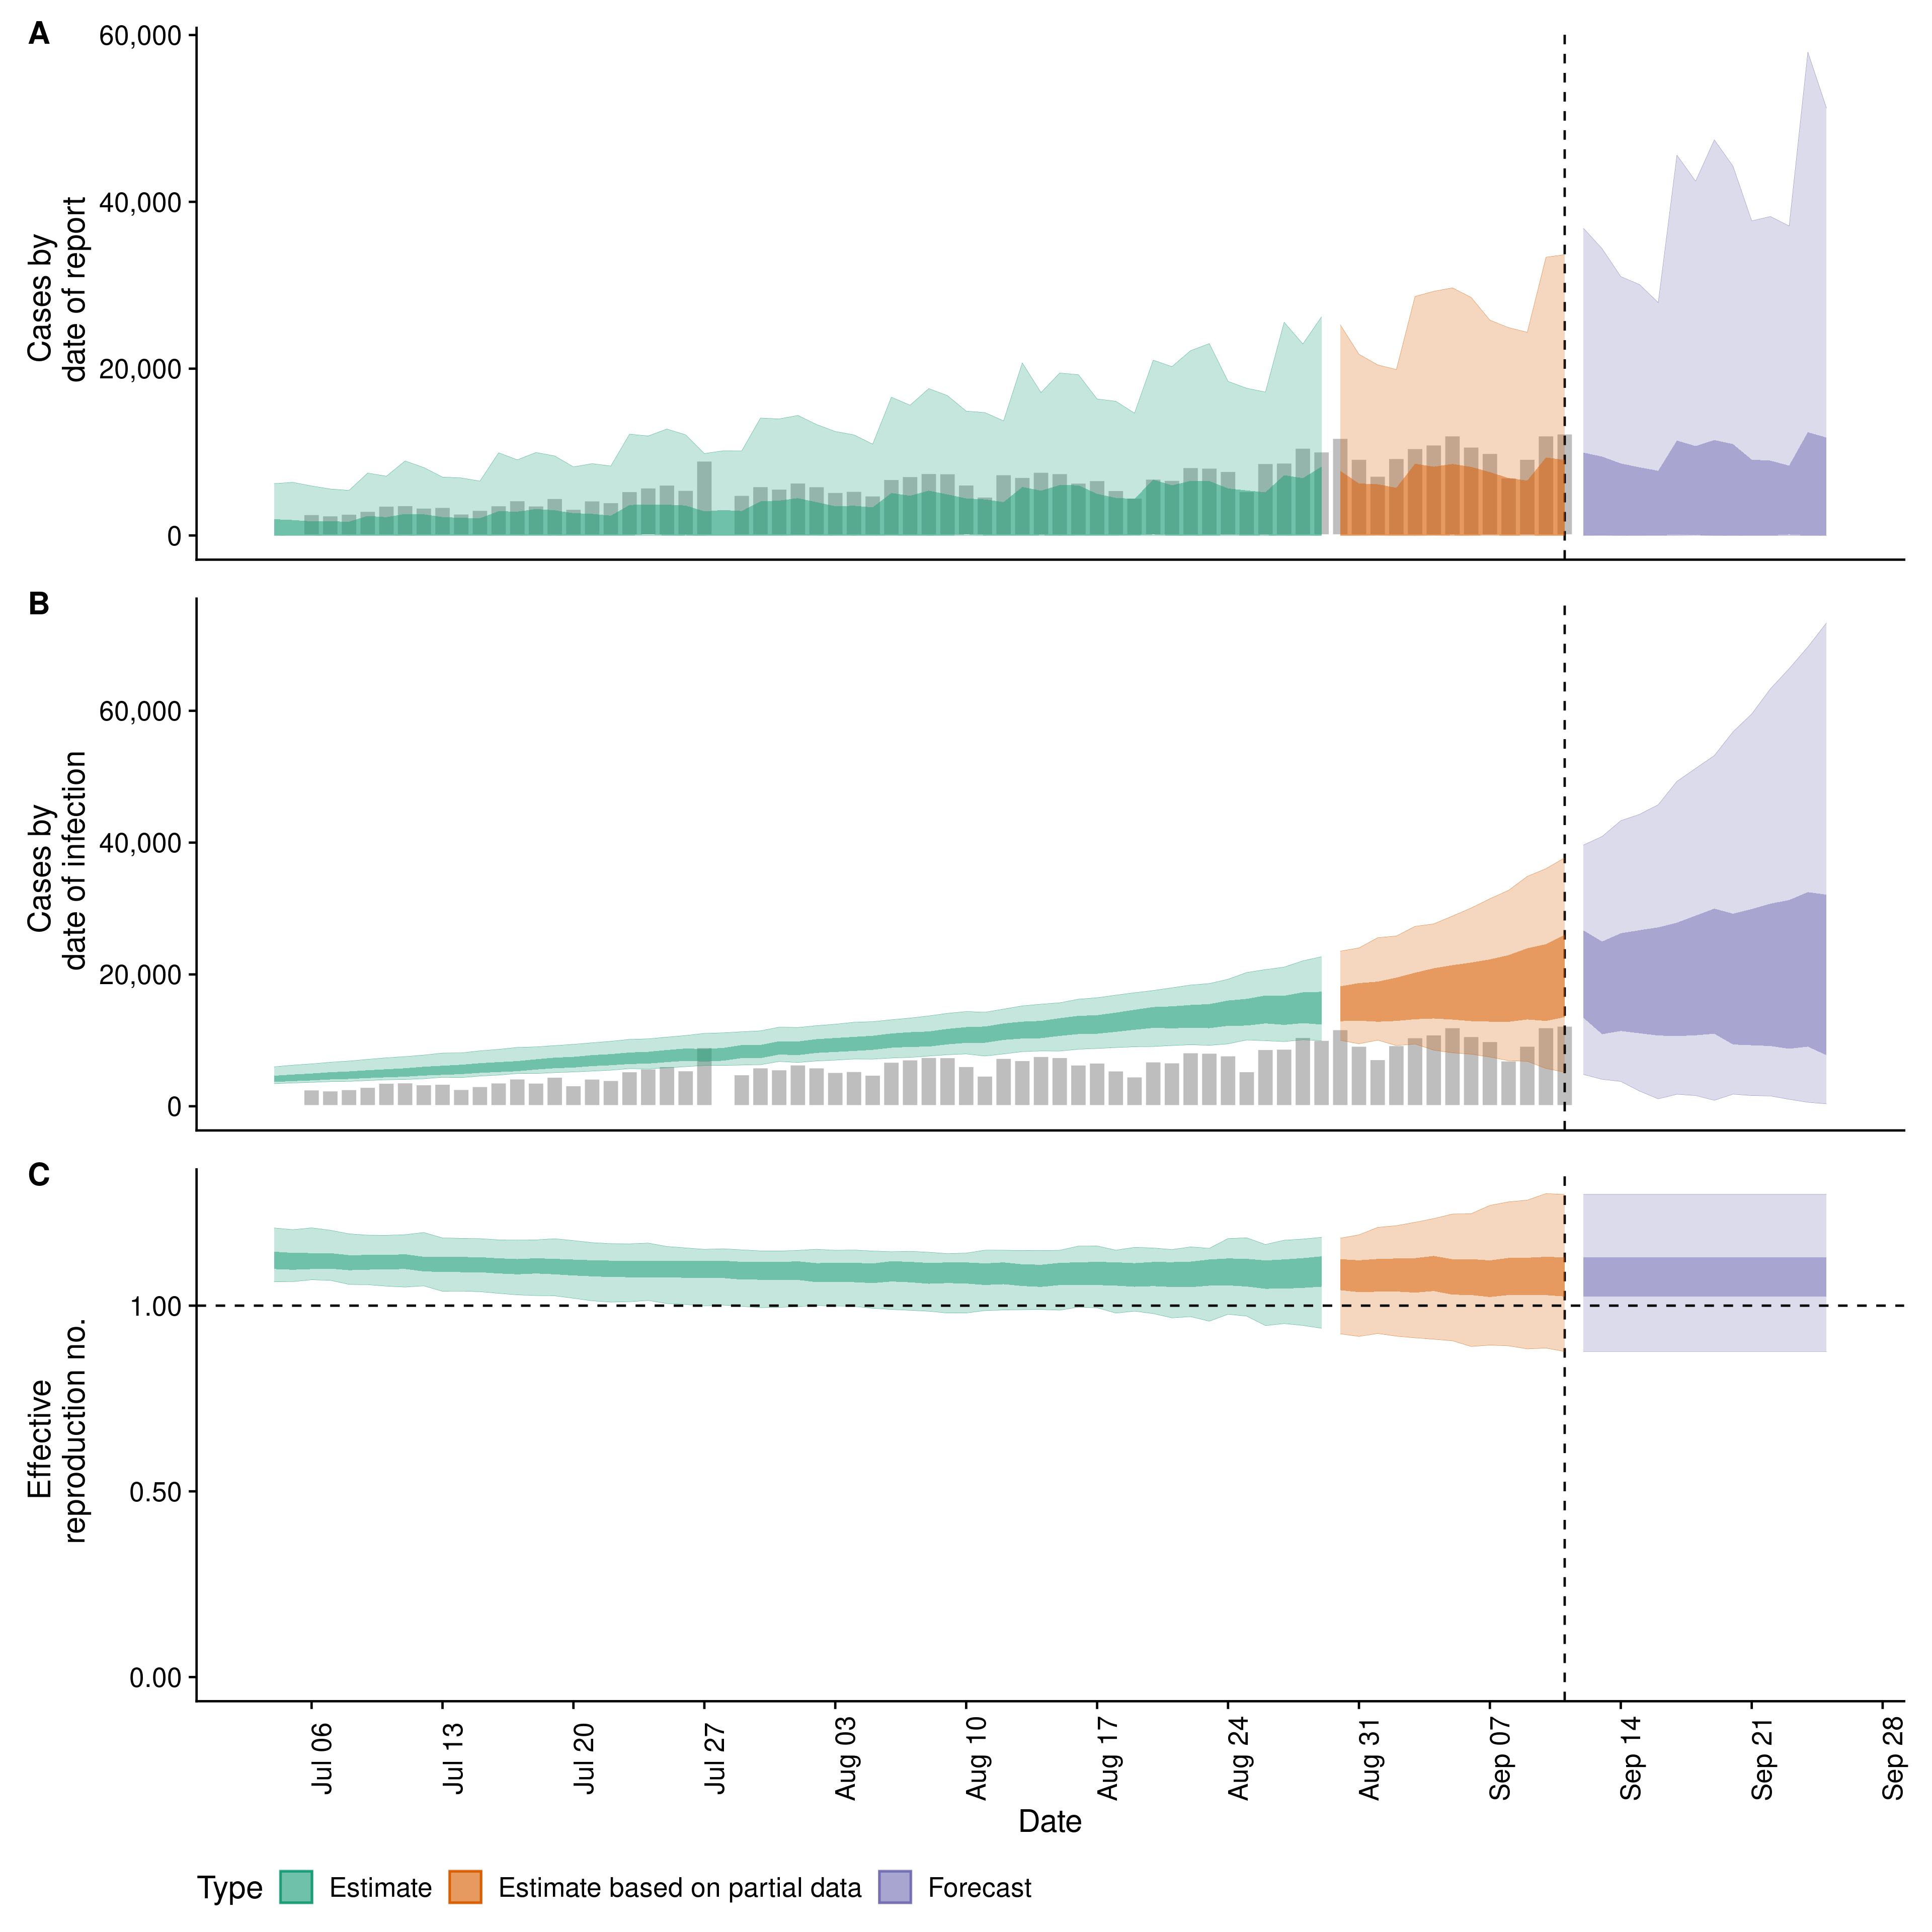 A
60,000
40,000
20,000
0
Cases by
date of report
B
60,000
40,000
20,000
0
Cases by
date of infection
C
1.00
0.50
0.00
Effective
reproduction no.
Jul 06
Jul 13
Jul 20
Jul 27
Aug 03
Aug 10
Aug 17
Aug 24
Aug 31
Sep 07
Sep 14
Sep 21
Sep 28
Date
Type Estimate Estimate based on partial data Forecast